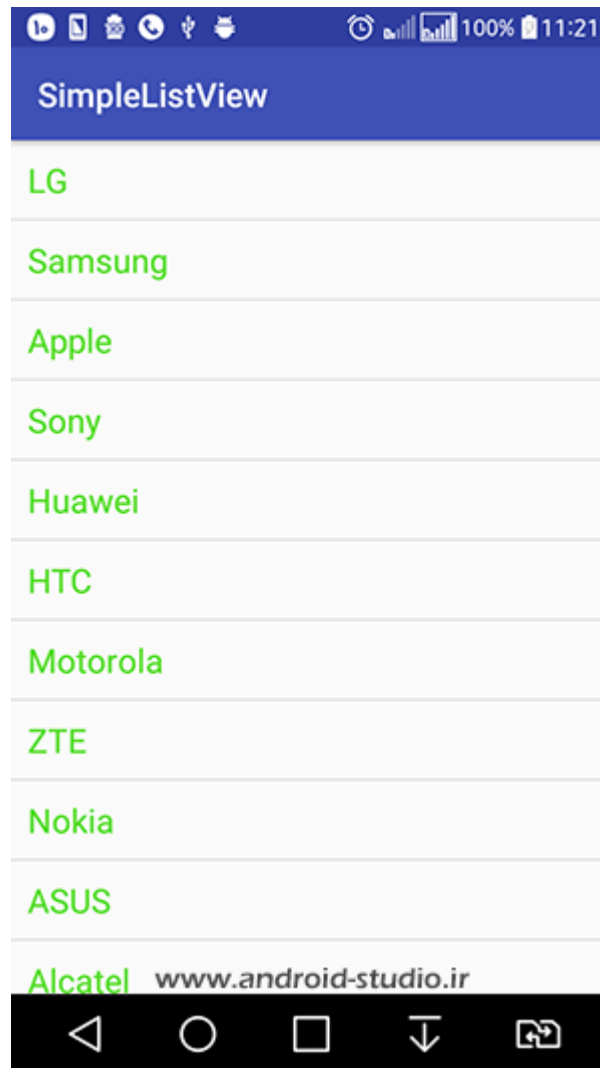 100% 11:21
SimpleListView
LG
Samsung
Apple
Sony
Huawei
HTC
Motorola
ZTE
Nokia
ASUS
Alcatel www.android-studio.ir